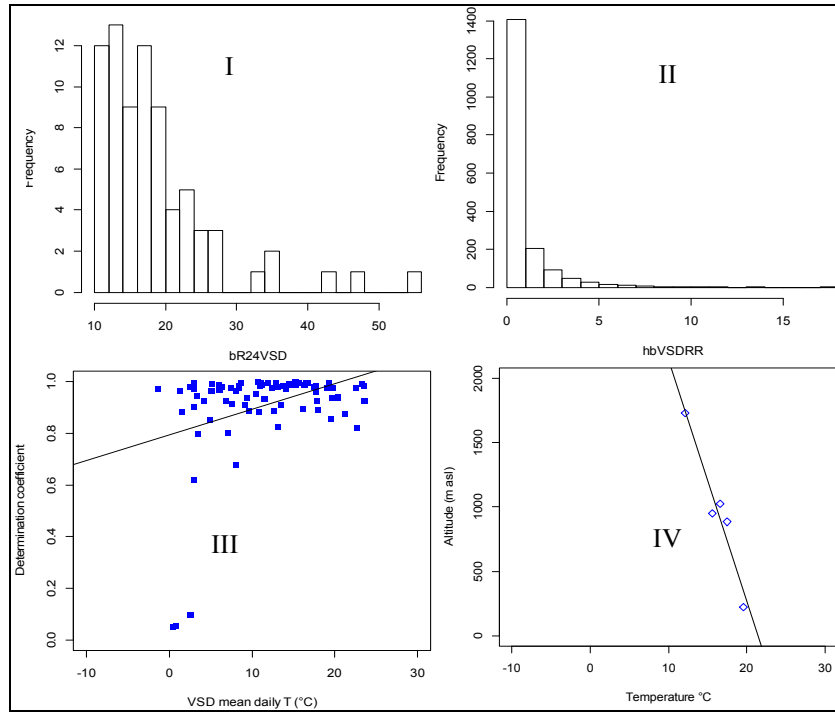 I
Frequency
0 2 4 6 8 10 12
10 20 30 40 50
bR24VSD
II
Frequency
0 200 400 600 800 1000 1200 1400
0 5 10 15
hbVSDRR
III
Determination coefficient
0.0 0.2 0.4 0.6 0.8 1.0
-10 0 10 20 30
VSD mean daily T (°C)
IV
Altitude (m asl)
0 500 1000 1500 2000
-10 0 10 20 30
Temperature °C